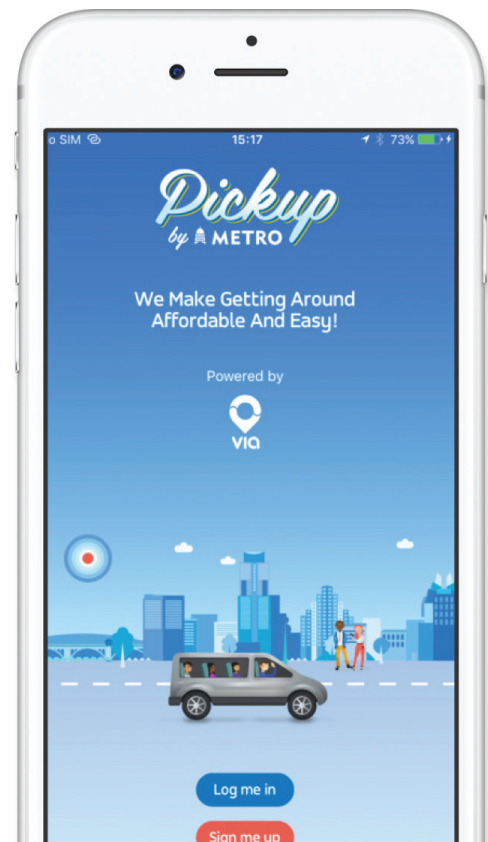 o SIM
15:17
73%
Pickup
by METRO
We Make Getting Around
Affordable And Easy!
Powered by
via
Log me in
Sign me up